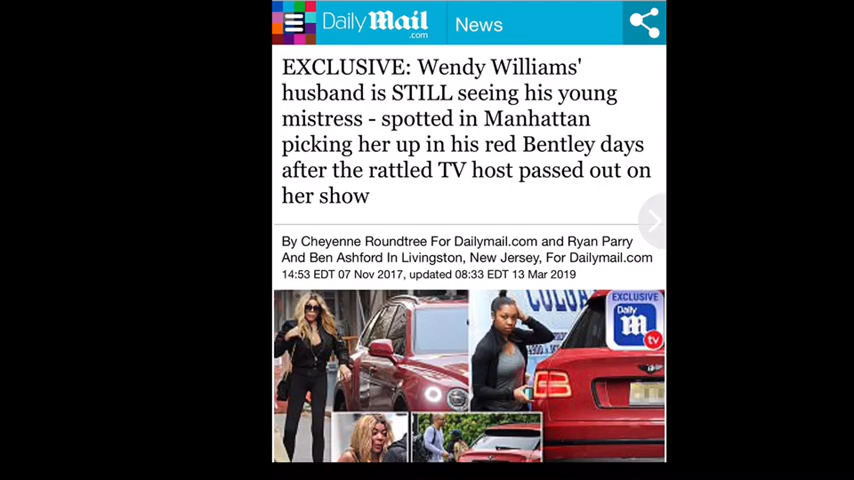 Daily Mail .com News
EXCLUSIVE: Wendy Williams'
husband is STILL seeing his young
mistress - spotted in Manhattan
picking her up in his red Bentley days
after the rattled TV host passed out on
her show
By Cheyenne Roundtree For Dailymail.com and Ryan Parry
And Ben Ashford In Livingston, New Jersey, For Dailymail.com
14:53 EDT 07 Nov 2017, updated 08:33 EDT 13 Mar 2019
COLGA
EXCLUSIVE
Daily
M
tv